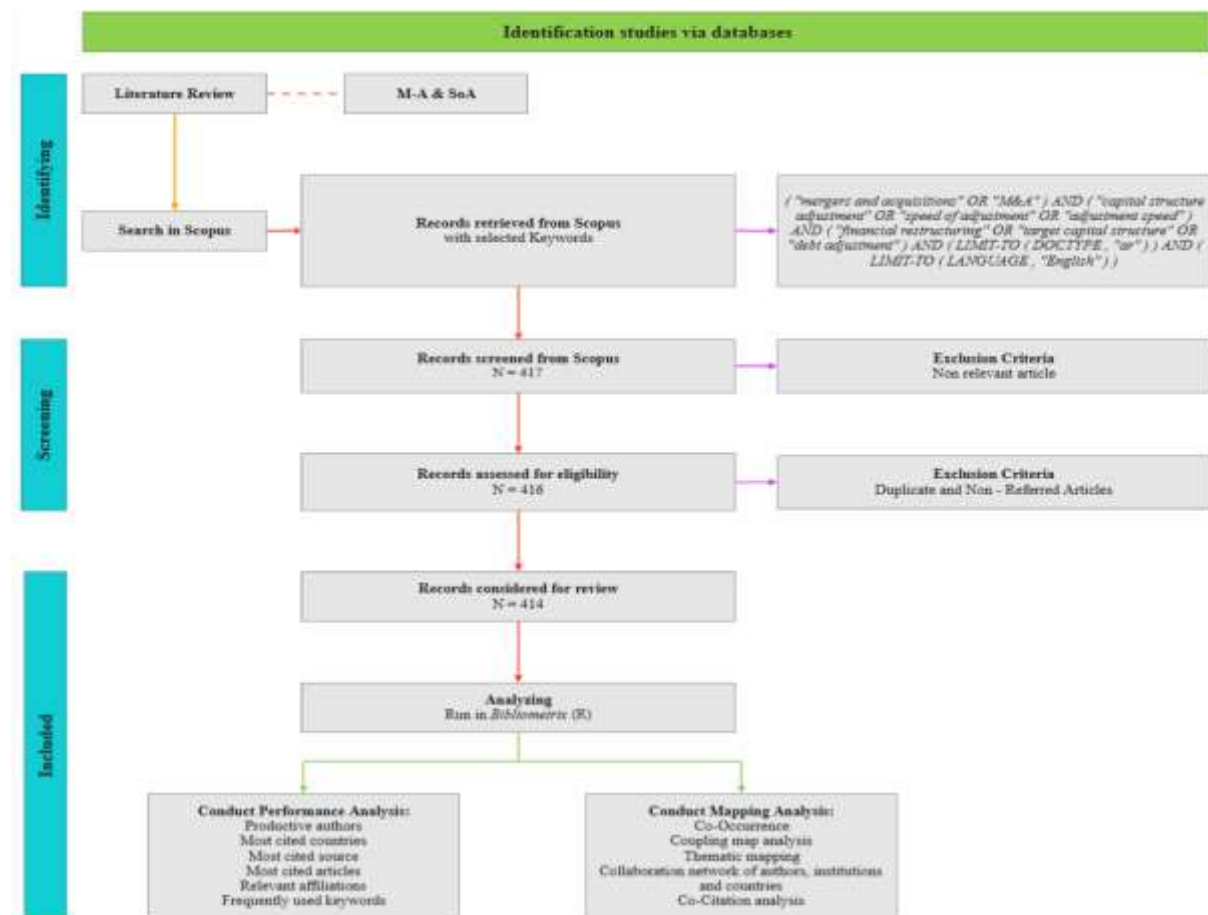 Identification studies via databases
Identifying
Literature Review
M-A & SoA
Search in Scopus
Records retrieved from Scopus
with selected Keywords
( "mergers and acquisitions" OR "M&A" ) AND ( "capital structure
adjustment" OR "speed of adjustment" OR "adjustment speed" )
AND ( "financial restructuring" OR "target capital structure" OR
"debt adjustment" ) AND ( LIMIT-TO ( DOCTYPE , "ar" ) ) AND (
LIMIT-TO ( LANGUAGE , "English" ) )
Screening
Records screened from Scopus
N = 417
Exclusion Criteria
Non relevant article
Records assessed for eligibility
N = 416
Exclusion Criteria
Duplicate and Non - Referred Articles
Included
Records considered for review
N = 414
Analyzing
Run in Bibliometrix (R)
Conduct Performance Analysis:
Productive authors
Most cited countries
Most cited source
Most cited articles
Relevant affiliations
Frequently used keywords
Conduct Mapping Analysis:
Co-Occurrence
Coupling map analysis
Thematic mapping
Collaboration network of authors, institutions
and countries
Co-Citation analysis